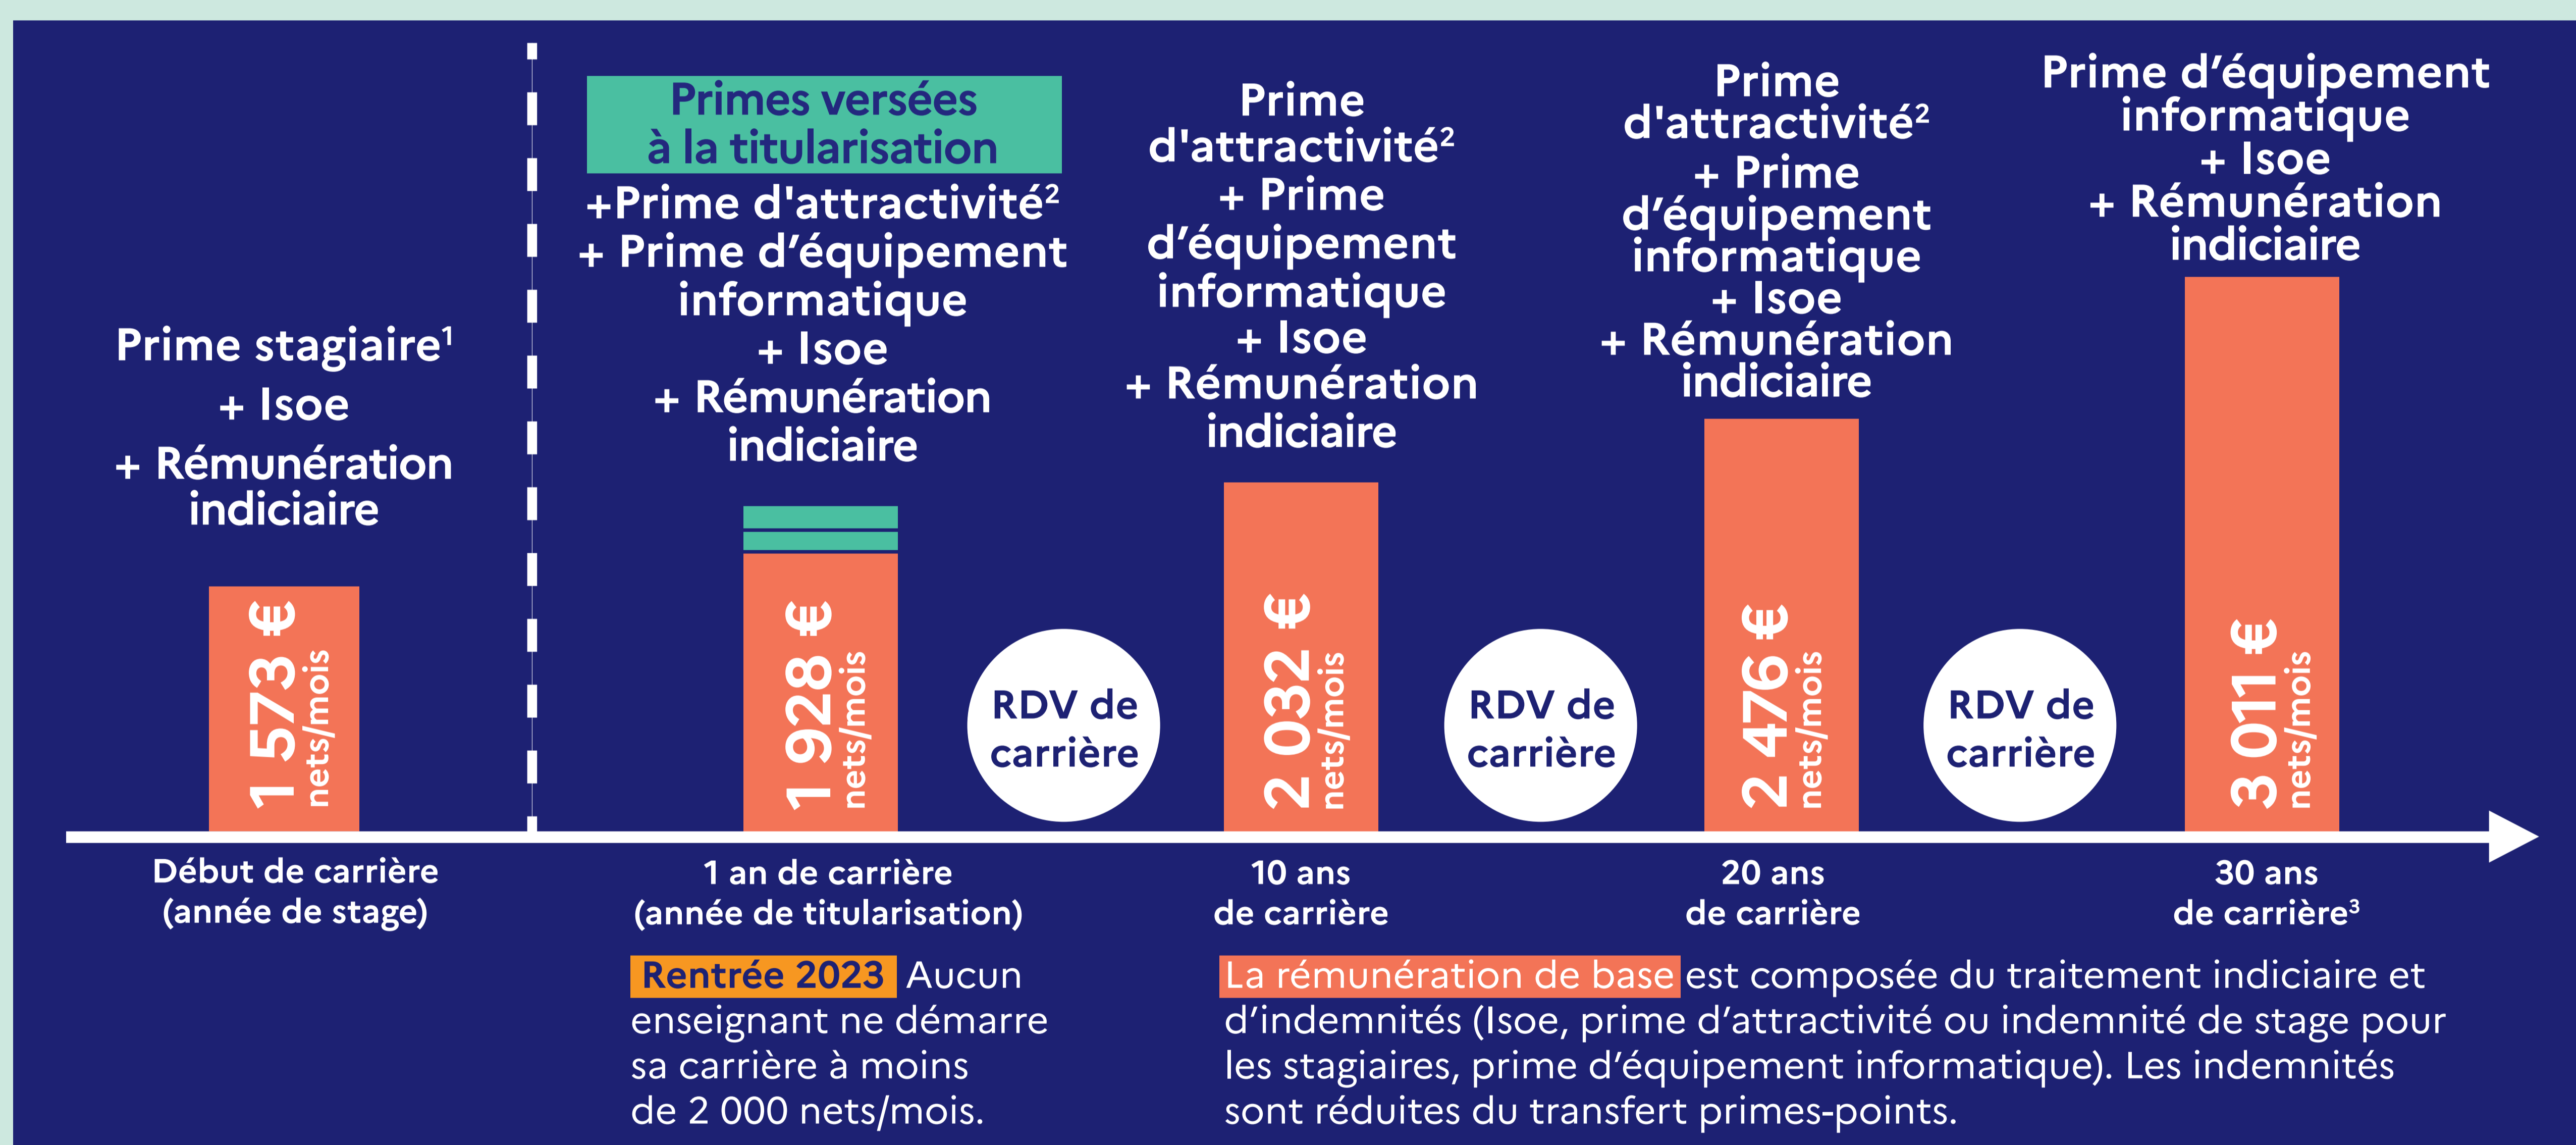 Prime stagiaire¹
+ Isoe
+ Rémunération
indiciaire
1 573 €
nets/mois
Début de carrière
(année de stage)
Primes versées
à la titularisation
+Prime d'attractivité²
+ Prime d’équipement
informatique
+ Isoe
+ Rémunération
indiciaire
1 928 €
nets/mois
1 an de carrière
(année de titularisation)
RDV de
carrière
Prime
d'attractivité²
+ Prime
d’équipement
informatique
+ Isoe
+ Rémunération
indiciaire
2 032 €
nets/mois
10 ans
de carrière
RDV de
carrière
Prime
d'attractivité²
+ Prime
d’équipement
informatique
+ Isoe
+ Rémunération
indiciaire
2 476 €
nets/mois
20 ans
de carrière
RDV de
carrière
Prime d’équipement
informatique
+ Isoe
+ Rémunération
indiciaire
3 011 €
nets/mois
30 ans
de carrière³
Rentrée 2023 Aucun
enseignant ne démarre
sa carrière à moins
de 2 000 nets/mois.
La rémunération de base est composée du traitement indiciaire et
d’indemnités (Isoe, prime d’attractivité ou indemnité de stage pour
les stagiaires, prime d’équipement informatique). Les indemnités
sont réduites du transfert primes-points.